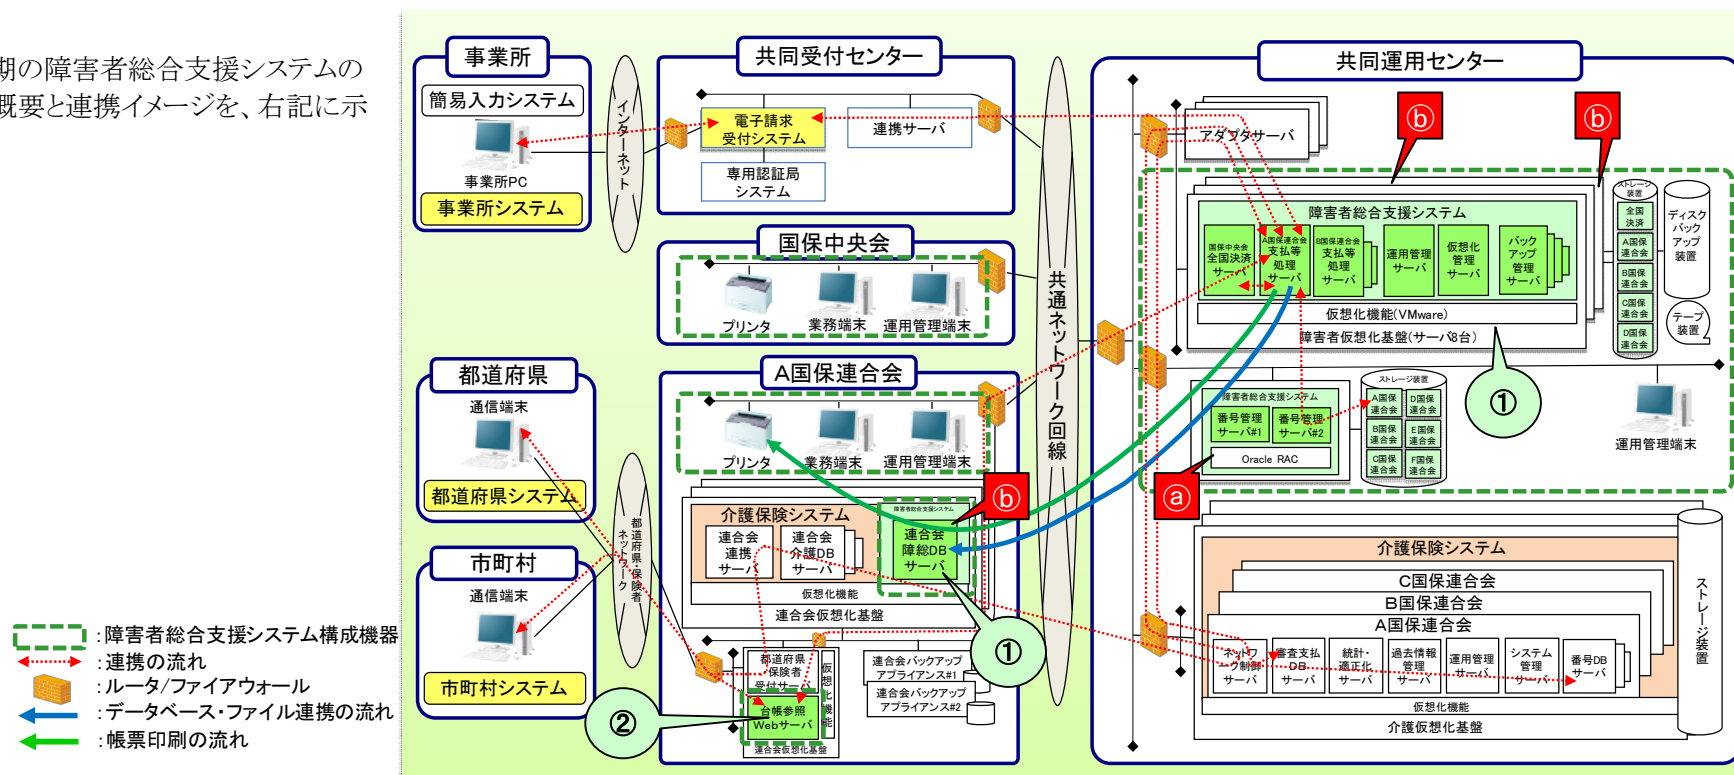 期の障害者総合支援システムの
概要と連携イメージを、右記に示
事業所
簡易入力システム
事業所PC
事業所システム
インターネット
共同受付センター
電子請求
受付システム
連携サーバ
専用認証局
システム
国保中央会
プリンタ
業務端末
運用管理端末
都道府県
通信端末
都道府県システム
市町村
通信端末
市町村システム
都道府県・保険者
ネットワーク
A国保連合会
プリンタ
業務端末
運用管理端末
介護保険システム
連合会
連携
サーバ
連合会
介護DB
サーバ
障害者総合支援システム
連合会
障総DB
サーバ
ⓑ
仮想化機能
連合会仮想化基盤
①
都道府県
・保険者
受付サーバ
仮想化機能
台帳参照
Webサーバ
連合会仮想化基盤
②
連合会バックアップ
アプライアンス#1
連合会バックアップ
アプライアンス#2
共通ネットワーク回線
共同運用センター
アダプタサーバ
ⓑ
ⓑ
障害者総合支援システム
国保中央会
全国決済
サーバ
A国保連合会
支払等
処理
サーバ
B国保連合会
支払等
処理
サーバ
運用管理
サーバ
仮想化
管理
サーバ
バック
アップ
管理
サーバ
仮想化機能(VMware)
障害者仮想化基盤(サーバ8台)
ストレージ
装置
全国
決済
A国保
連合会
B国保
連合会
C国保
連合会
D国保
連合会
ディスク
バック
アップ
装置
テープ
装置
①
障害者総合支援システム
番号管理
サーバ#1
番号管理
サーバ#2
Oracle RAC
ⓐ
ストレージ装置
A国保
連合会
D国保
連合会
B国保
連合会
E国保
連合会
C国保
連合会
F国保
連合会
運用管理端末
介護保険システム
C国保連合会
B国保連合会
A国保連合会
ネットワ
ーク制御
サーバ
審査支払
DB
サーバ
統計・
適正化
サーバ
過去情報
管理
サーバ
運用管理
サーバ
システム
管理
サーバ
番号DB
サーバ
仮想化機能
介護仮想化基盤
ストレージ装置
:障害者総合支援システム構成機器
:連携の流れ
:ルータ/ファイアウォール
:データベース・ファイル連携の流れ
:帳票印刷の流れ